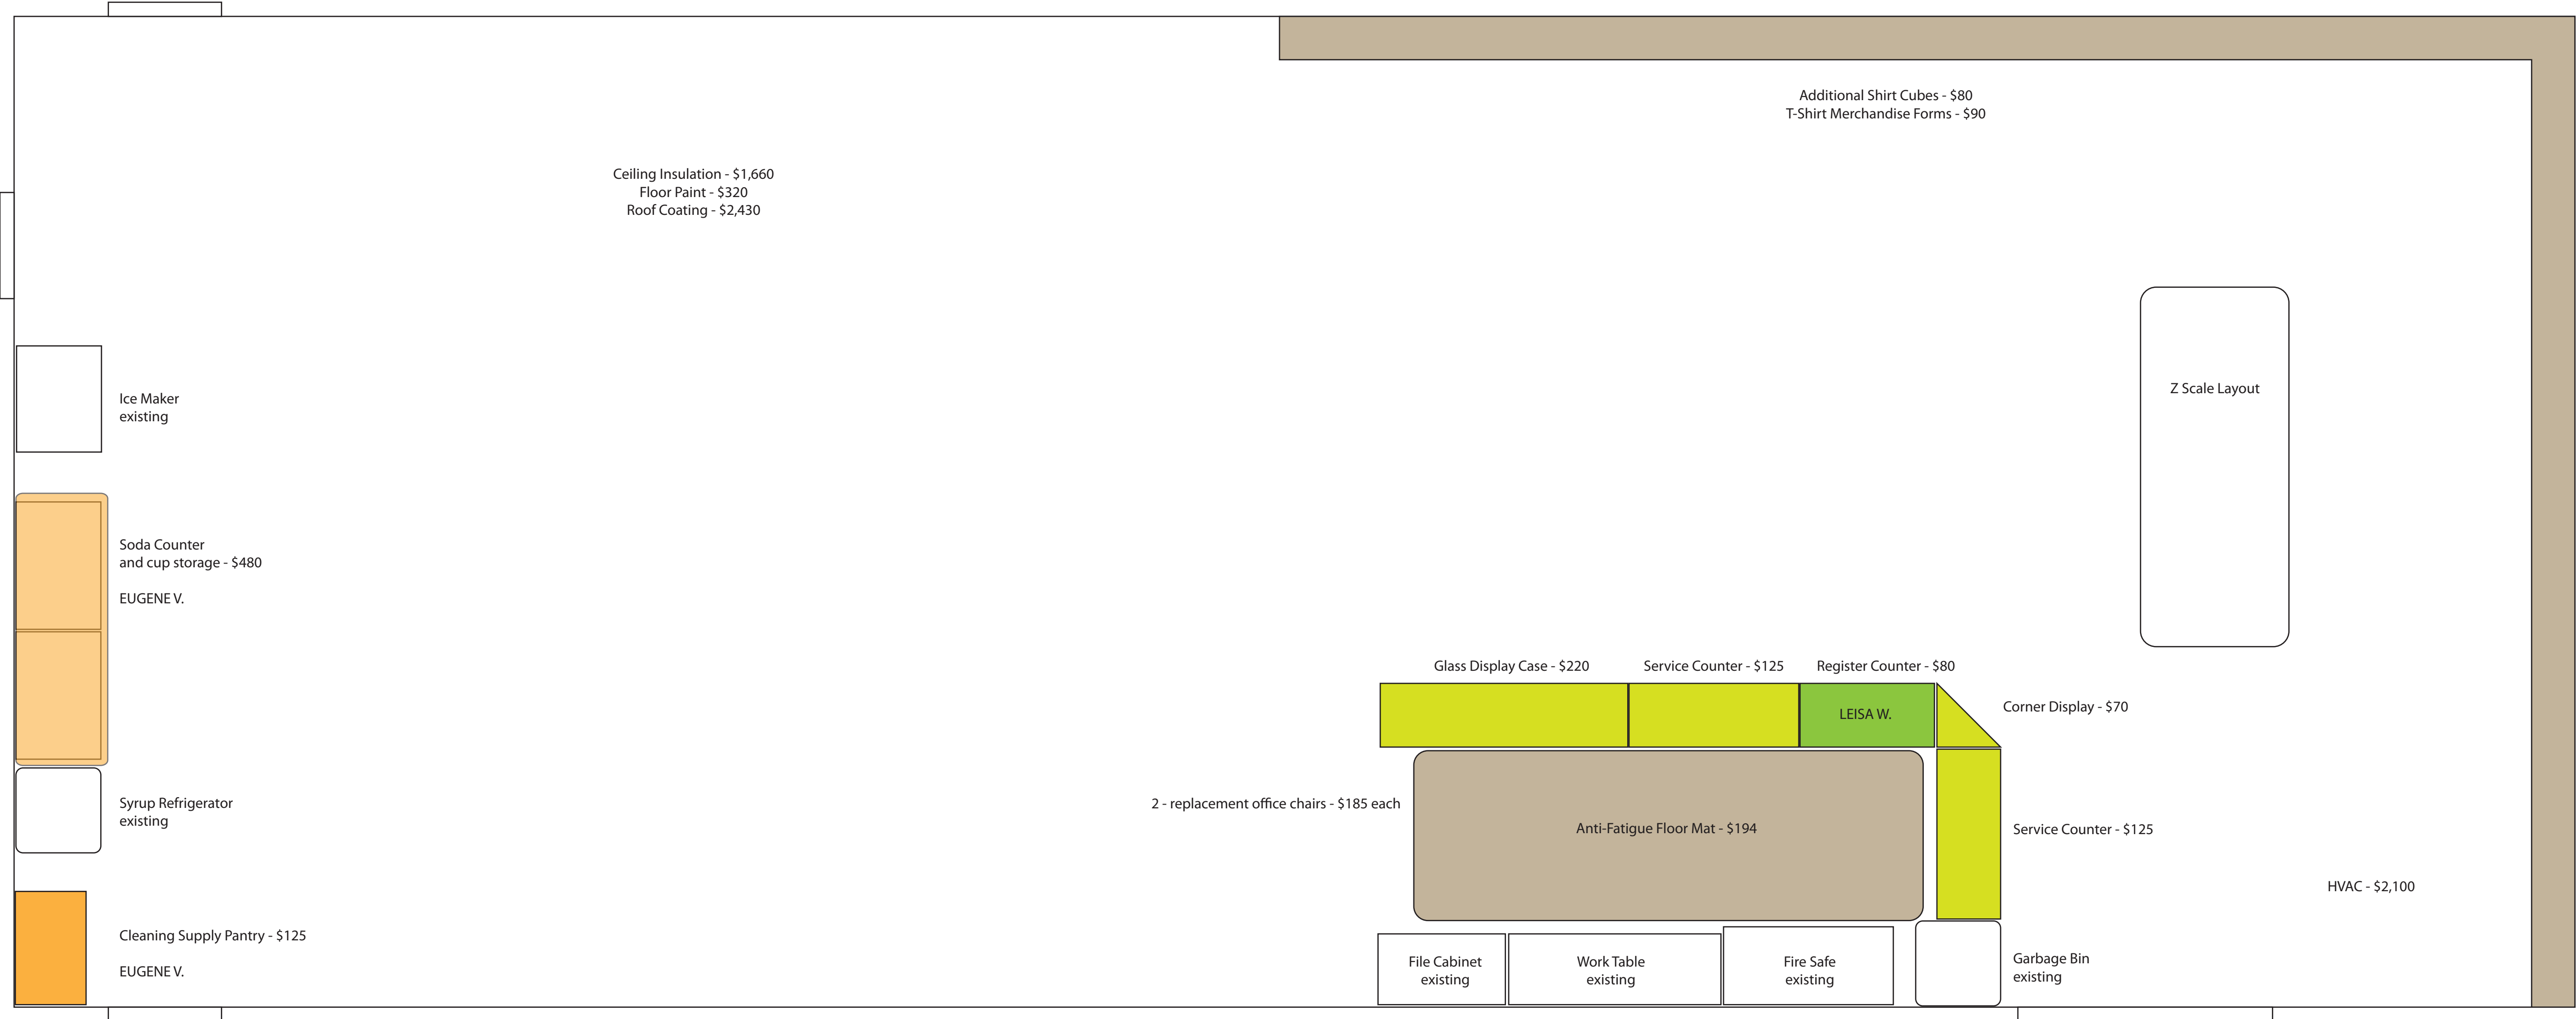 Additional Shirt Cubes - $80
T-Shirt Merchandise Forms - $90
Ceiling Insulation - $1,660
Floor Paint - $320
Roof Coating - $2,430
Ice Maker
existing
Z Scale Layout
Soda Counter
and cup storage - $480
EUGENE V.
Glass Display Case - $220
Service Counter - $125
Register Counter - $80
LEISA W.
Corner Display - $70
Syrup Refrigerator
existing
2 - replacement office chairs - $185 each
Anti-Fatigue Floor Mat - $194
Service Counter - $125
HVAC - $2,100
Cleaning Supply Pantry - $125
EUGENE V.
File Cabinet
existing
Work Table
existing
Fire Safe
existing
Garbage Bin
existing